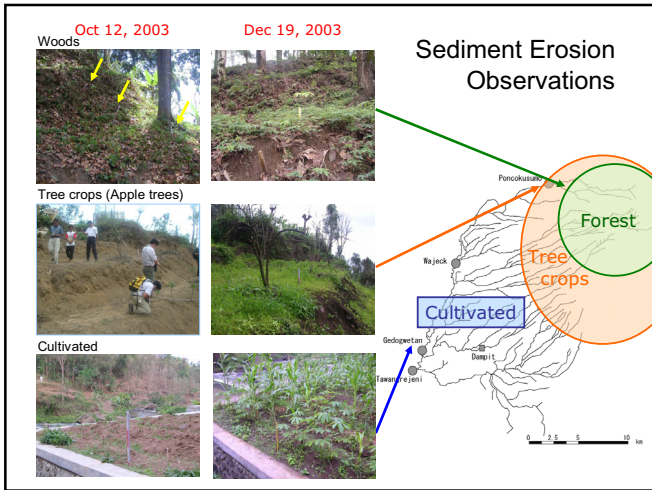 Oct 12, 2003
Dec 19, 2003
Sediment Erosion
Observations
Woods
Tree crops (Apple trees)
Cultivated
Poncokusumo
Forest
Tree
crops
Wajeck
Cultivated
Gedogwetan
Dampit
Tawangrejeni
0 2.5 5 10
km